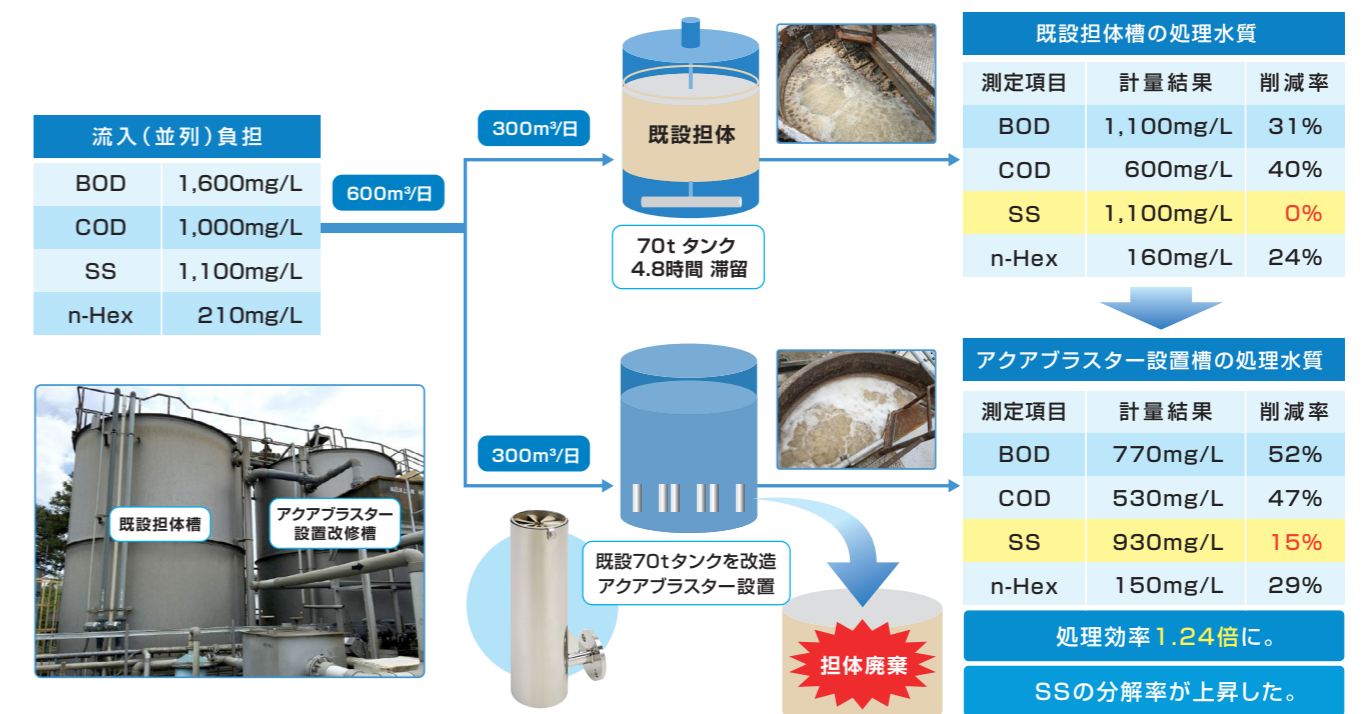 流入(並列)負担
BOD 1,600mg/L
COD 1,000mg/L
SS 1,100mg/L
n-Hex 210mg/L
600m³/日
300m³/日
既設担体
70t タンク
4.8時間 滞留
既設担体槽の処理水質
測定項目 計量結果 削減率
BOD 1,100mg/L 31%
COD 600mg/L 40%
SS 1,100mg/L 0%
n-Hex 160mg/L 24%
既設担体槽
アクアブラスター
設置改修槽
300m³/日
既設70tタンクを改造
アクアブラスター設置
担体廃棄
アクアブラスター設置槽の処理水質
測定項目 計量結果 削減率
BOD 770mg/L 52%
COD 530mg/L 47%
SS 930mg/L 15%
n-Hex 150mg/L 29%
処理効率1.24倍に。
SSの分解率が上昇した。